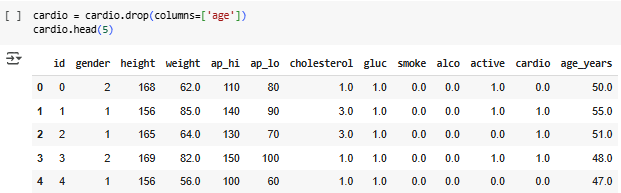 [ ] cardio = cardio.drop(columns=['age'])
cardio.head(5)
id gender height weight ap_hi ap_lo cholesterol gluc smoke alco active cardio age_years
0 0 2 168 62.0 110 80 1.0 1.0 0.0 0.0 1.0 0.0 50.0
1 1 1 156 85.0 140 90 3.0 1.0 0.0 0.0 1.0 1.0 55.0
2 2 1 165 64.0 130 70 3.0 1.0 0.0 0.0 0.0 1.0 51.0
3 3 2 169 82.0 150 100 1.0 1.0 0.0 0.0 1.0 1.0 48.0
4 4 1 156 56.0 100 60 1.0 1.0 0.0 0.0 0.0 0.0 47.0